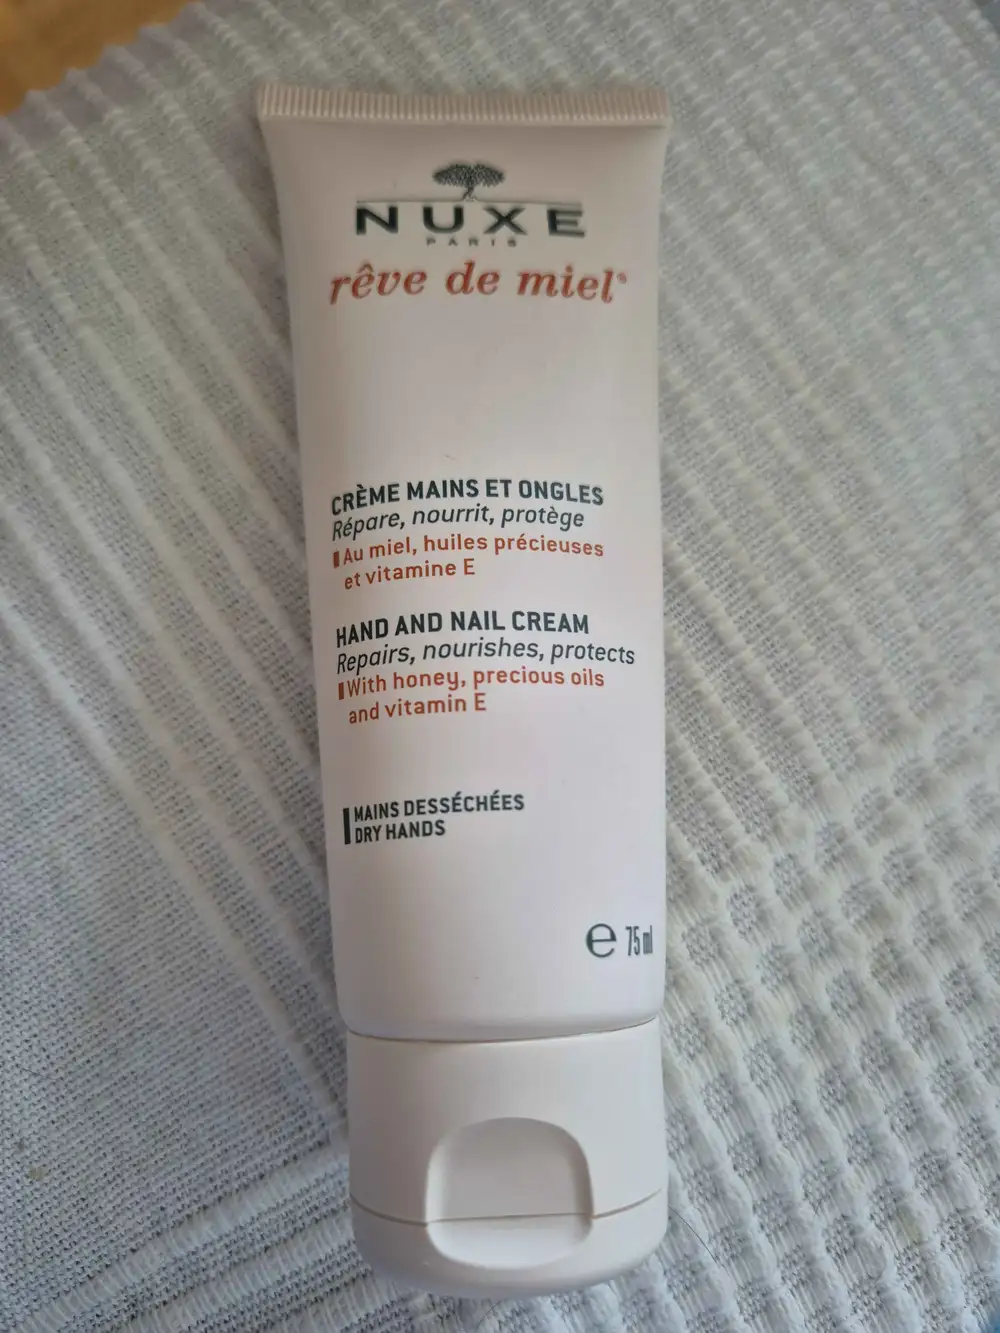 NUXE
PARIS
rêve de miel®
CRÈME MAINS ET ONGLES
Répare, nourrit, protège
Au miel, huiles précieuses
et vitamine E
HAND AND NAIL CREAM
Repairs, nourishes, protects
With honey, precious oils
and vitamin E
MAINS DESSÉCHÉES
DRY HANDS
℮ 75 ml